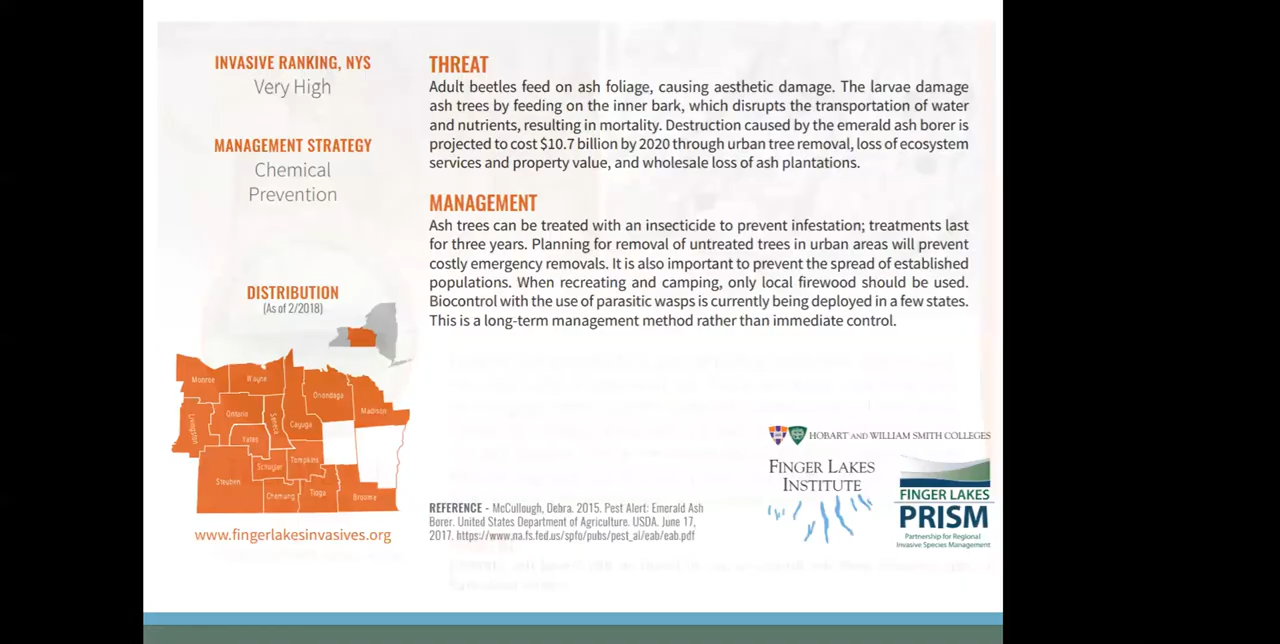 INVASIVE RANKING, NYS
Very High
MANAGEMENT STRATEGY
Chemical
Prevention
DISTRIBUTION
(As of 2/2018)
Monroe
Wayne
Onondaga
Madison
Livingston
Ontario
Seneca
Cayuga
Yates
Schuyler
Tompkins
Steuben
Chemung
Tioga
Broome
www.fingerlakesinvasives.org
THREAT
Adult beetles feed on ash foliage, causing aesthetic damage. The larvae damage
ash trees by feeding on the inner bark, which disrupts the transportation of water
and nutrients, resulting in mortality. Destruction caused by the emerald ash borer is
projected to cost $10.7 billion by 2020 through urban tree removal, loss of ecosystem
services and property value, and wholesale loss of ash plantations.
MANAGEMENT
Ash trees can be treated with an insecticide to prevent infestation; treatments last
for three years. Planning for removal of untreated trees in urban areas will prevent
costly emergency removals. It is also important to prevent the spread of established
populations. When recreating and camping, only local firewood should be used.
Biocontrol with the use of parasitic wasps is currently being deployed in a few states.
This is a long-term management method rather than immediate control.
REFERENCE - McCullough, Debra. 2015. Pest Alert: Emerald Ash
Borer. United States Department of Agriculture. USDA. June 17,
2017. https://www.na.fs.fed.us/spfo/pubs/pest_al/eab/eab.pdf
HOBART AND WILLIAM SMITH COLLEGES
FINGER LAKES
INSTITUTE
FINGER LAKES
PRISM
Partnership for Regional
Invasive Species Management